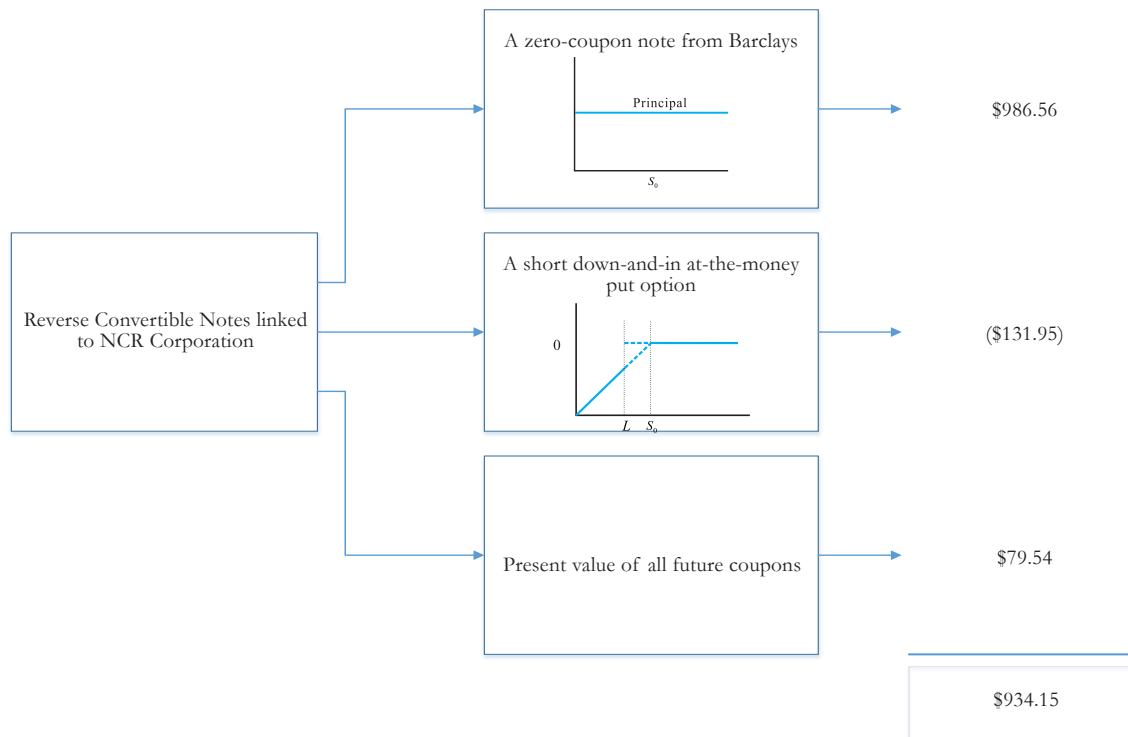 A zero-coupon note from Barclays
Principal
S₀
$986.56
Reverse Convertible Notes linked
to NCR Corporation
A short down-and-in at-the-money
put option
0
L S₀
($131.95)
Present value of all future coupons
$79.54
$934.15